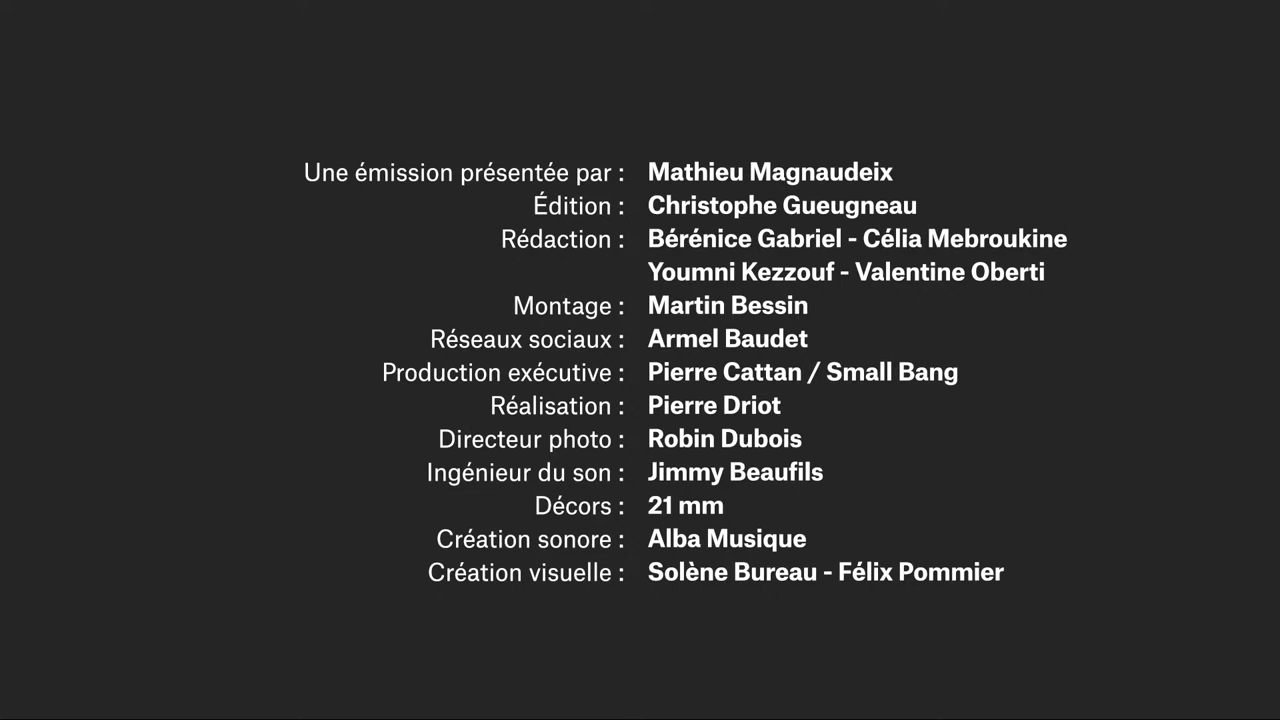 Une émission présentée par : Mathieu Magnaudeix
Édition : Christophe Gueugneau
Rédaction : Bérénice Gabriel - Célia Mebroukine
Youmni Kezzouf - Valentine Oberti
Montage : Martin Bessin
Réseaux sociaux : Armel Baudet
Production exécutive : Pierre Cattan / Small Bang
Réalisation : Pierre Driot
Directeur photo : Robin Dubois
Ingénieur du son : Jimmy Beaufils
Décors : 21 mm
Création sonore : Alba Musique
Création visuelle : Solène Bureau - Félix Pommier